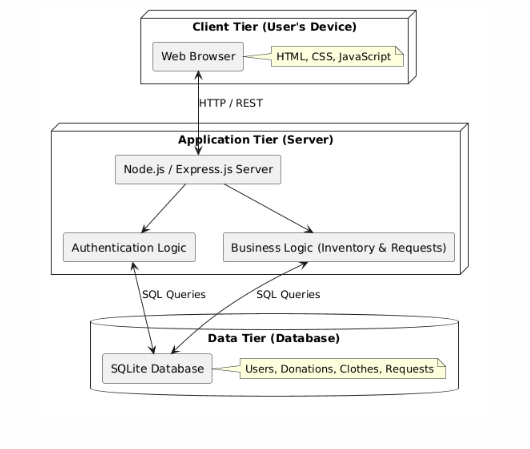 Client Tier (User's Device)
Web Browser
HTML, CSS, JavaScript
HTTP / REST
Application Tier (Server)
Node.js / Express.js Server
Authentication Logic
Business Logic (Inventory & Requests)
SQL Queries
SQL Queries
Data Tier (Database)
SQLite Database
Users, Donations, Clothes, Requests